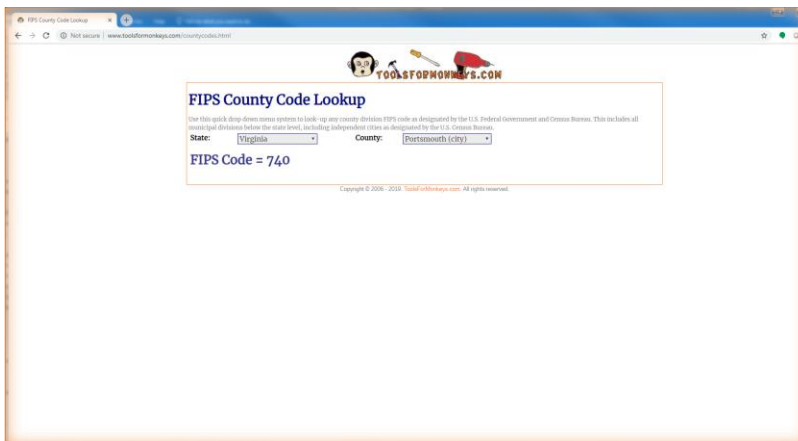 FIPS County Code Lookup
Not secure | www.toolsformonkeys.com/countycodes.html
TOOLSFORMONKEYS.COM
FIPS County Code Lookup
Use this quick drop down menu system to look-up any county division FIPS code as designated by the U.S. Federal Government and Census Bureau. This includes all
municipal divisions below the state level, including independent cities as designated by the U.S. Census Bureau.
State: Virginia County: Portsmouth (city)
FIPS Code = 740
Copyright © 2006 - 2019. ToolsForMonkeys.com. All rights reserved.